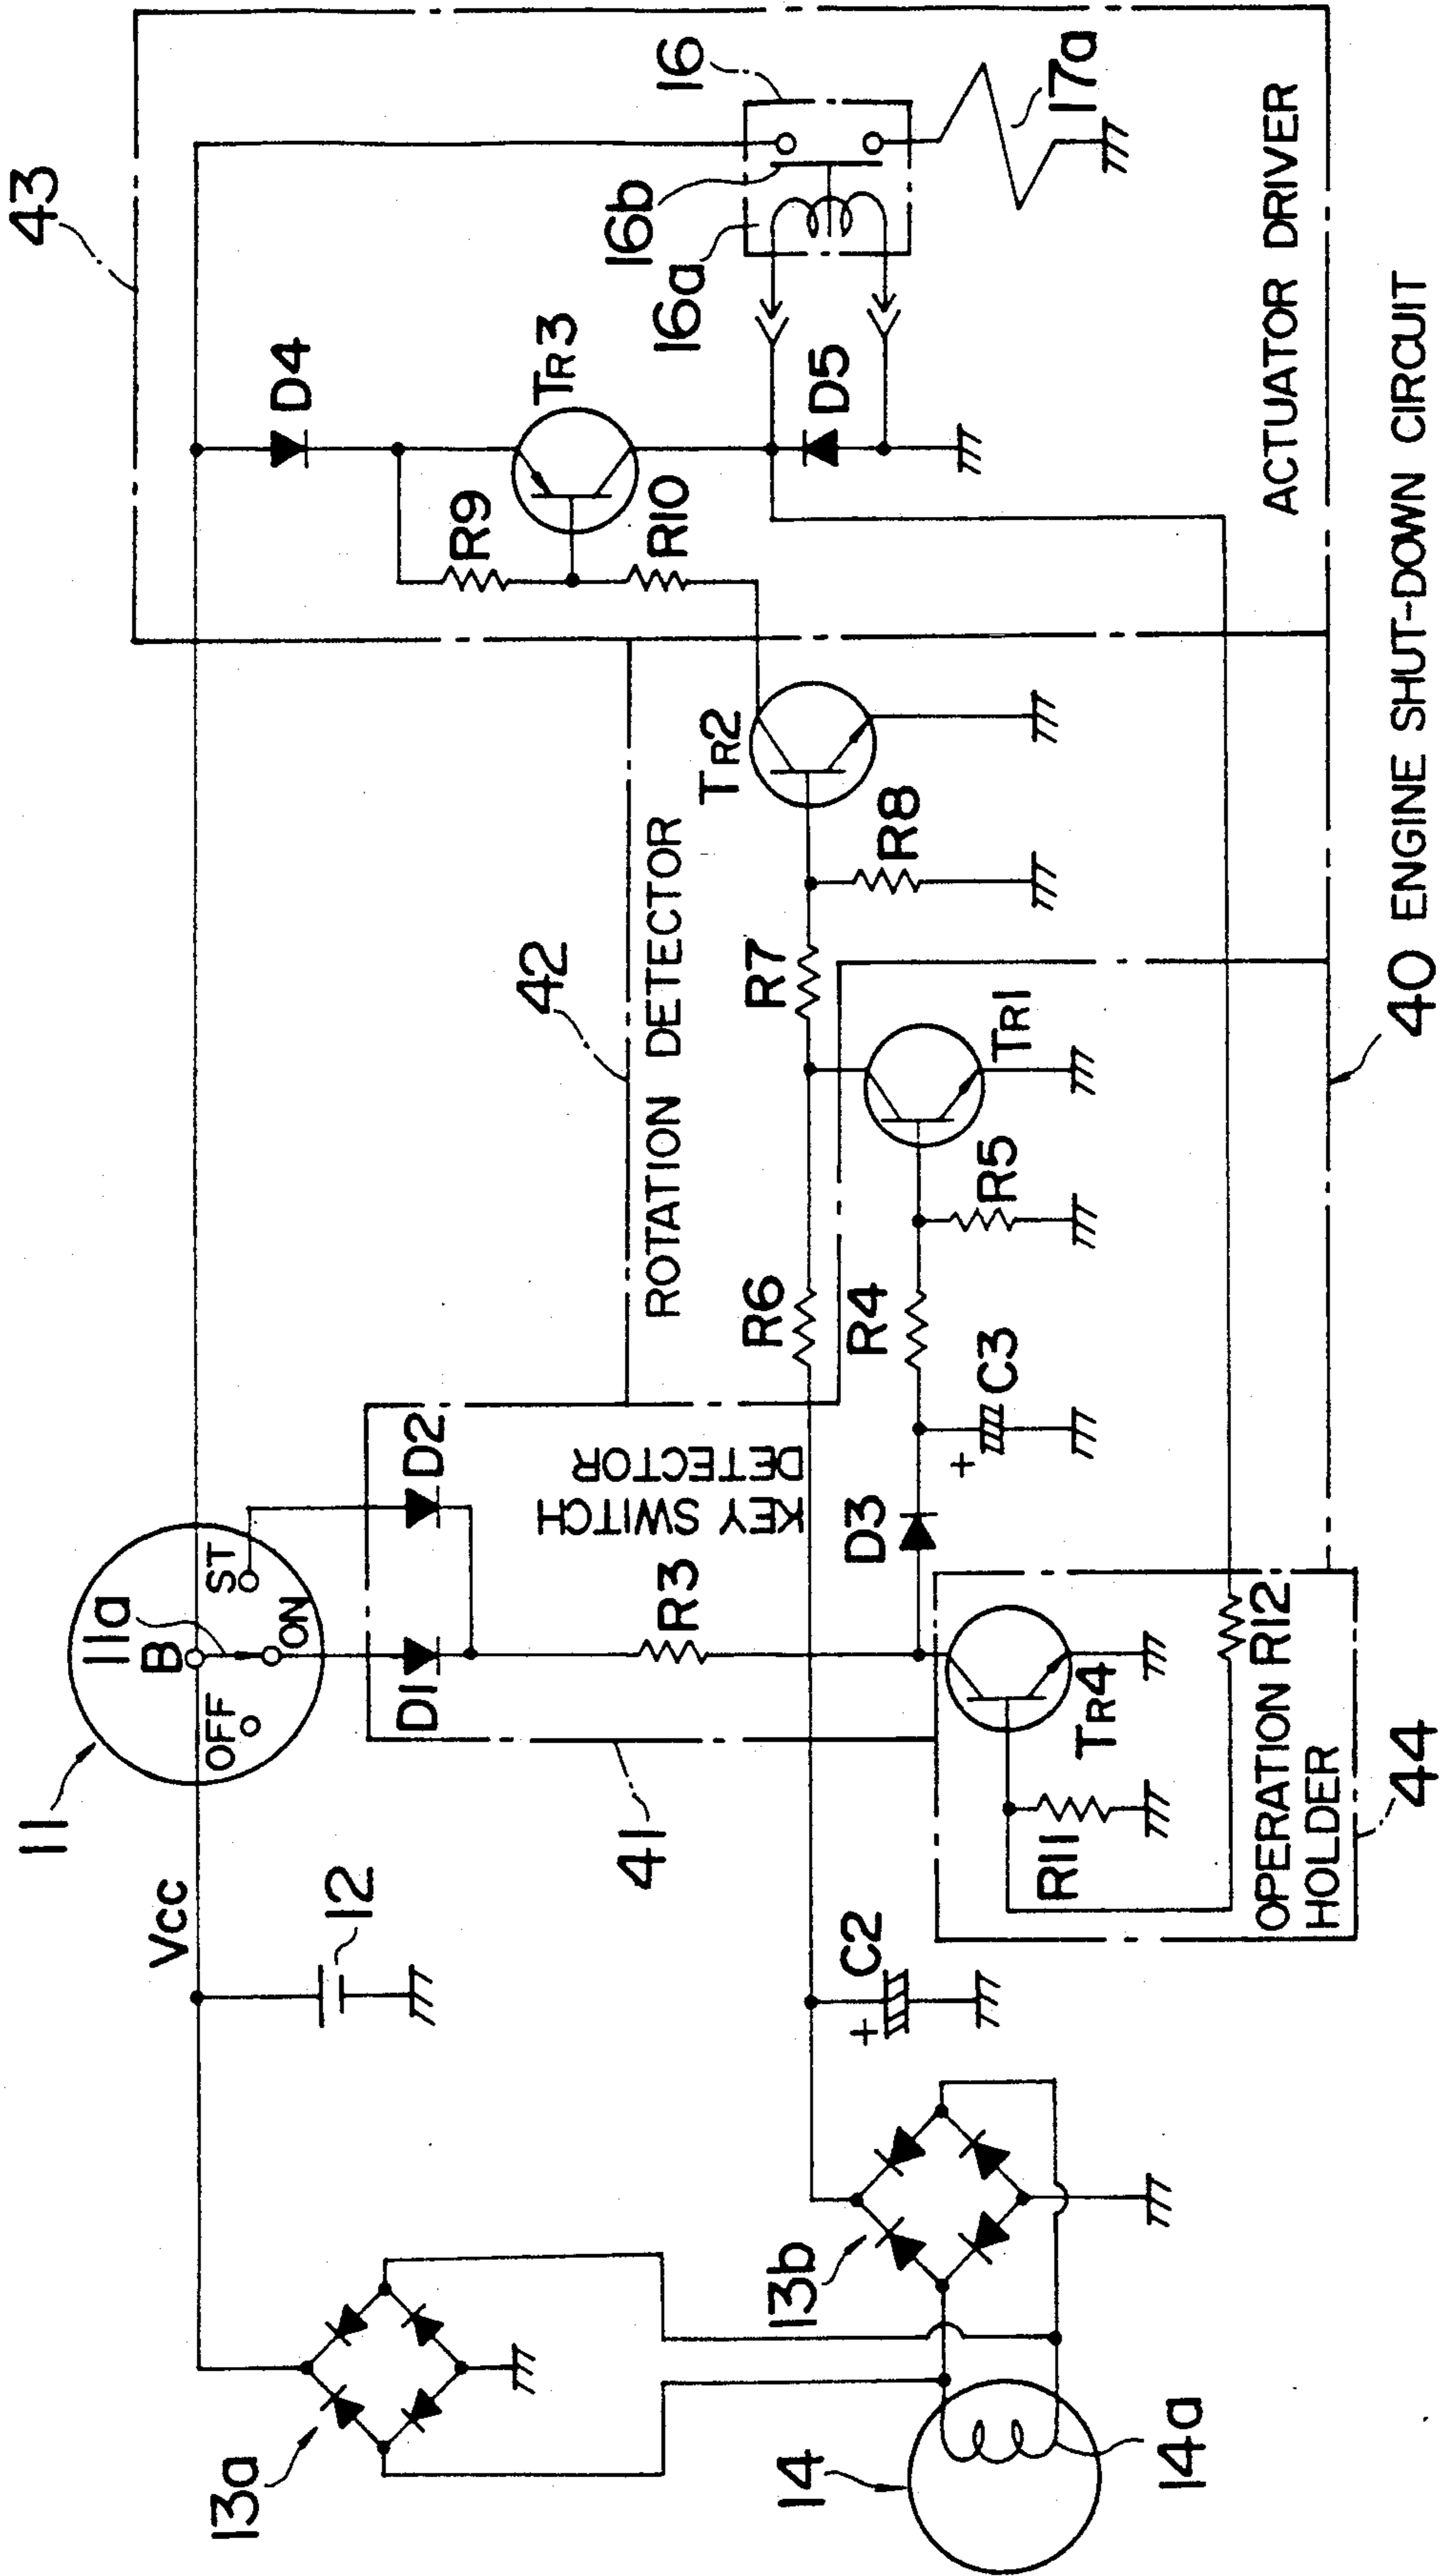 43
16
17a
16b
16a
D4
TR3
D5
R9
R10
ACTUATOR DRIVER
TR2
R8
R7
42
ROTATION DETECTOR
TR1
R5
R6
R4
C3
40 ENGINE SHUT-DOWN CIRCUIT
11
11a
B
ST
ON
OFF
D2
D1
KEY SWITCH
DETECTOR
R3
D3
41
+
TR4
R11
OPERATION R12
HOLDER
44
Vcc
12
C2
+
13a
13b
14
14a